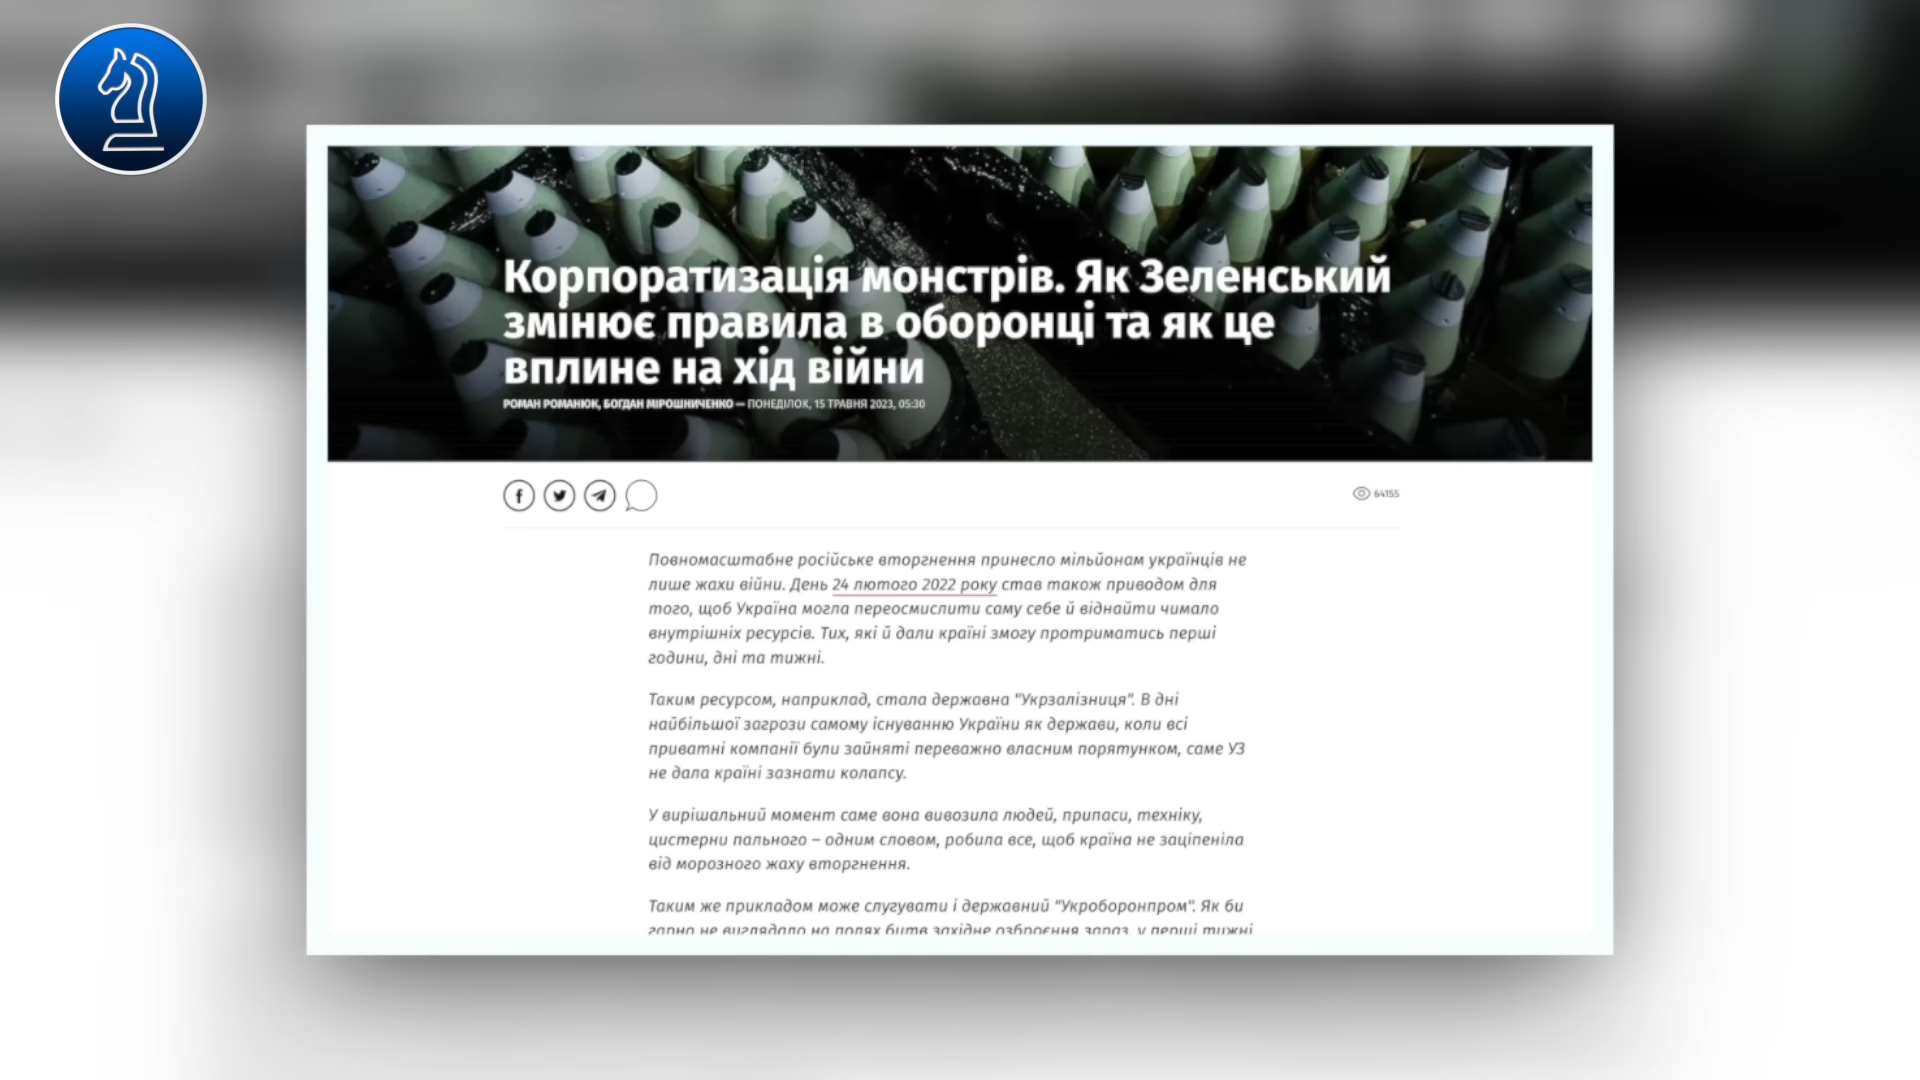 Корпоратизація монстрів. Як Зеленський
змінює правила в оборонці та як це
вплине на хід війни
РОМАН РОМАНЮК, БОГДАН МІРОШНИЧЕНКО — ПОНЕДІЛОК, 15 ТРАВНЯ 2023, 05:30
64155
Повномасштабне російське вторгнення принесло мільйонам українців не
лише жахи війни. День 24 лютого 2022 року став також приводом для
того, щоб Україна могла переосмислити саму себе й віднайти чимало
внутрішніх ресурсів. Тих, які й дали країні змогу протриматись перші
години, дні та тижні.
Таким ресурсом, наприклад, стала державна "Укрзалізниця". В дні
найбільшої загрози самому існуванню України як держави, коли всі
приватні компанії були зайняті переважно власним порятунком, саме УЗ
не дала країні зазнати колапсу.
У вирішальний момент саме вона вивозила людей, припаси, техніку,
цистерни пального – одним словом, робила все, щоб країна не заціпеніла
від морозного жаху вторгнення.
Таким же прикладом може слугувати і державний "Укроборонпром". Як би
гарно не виглядало на полях битв західне озброєння зараз, у перші тижні